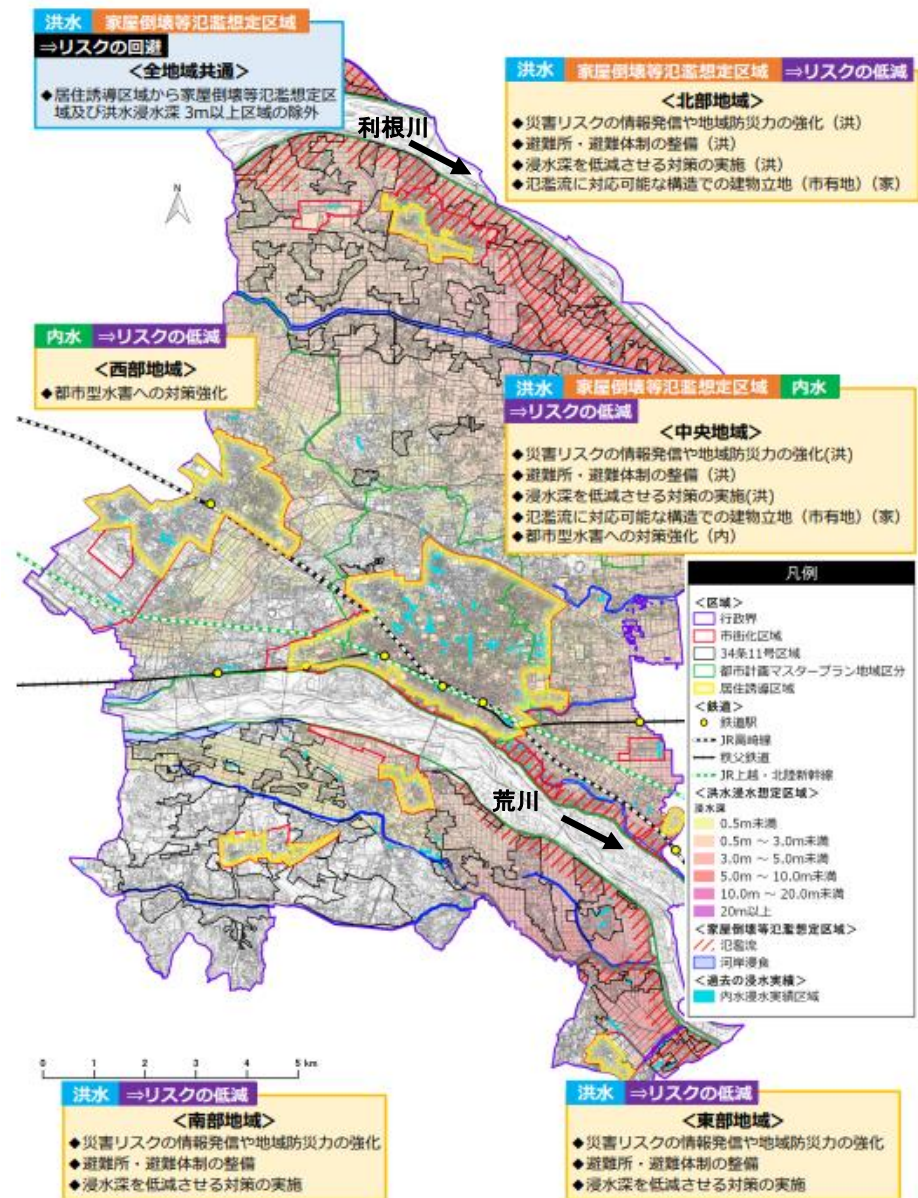 洪水 家屋倒壊等氾濫想定区域
⇒リスクの回避
＜全地域共通＞
◆居住誘導区域から家屋倒壊等氾濫想定区
域及び洪水浸水深 3m以上区域の除外
利根川
N
洪水 家屋倒壊等氾濫想定区域 ⇒リスクの低減
＜北部地域＞
◆災害リスクの情報発信や地域防災力の強化（洪）
◆避難所・避難体制の整備（洪）
◆浸水深を低減させる対策の実施（洪）
◆氾濫流に対応可能な構造での建物立地（市有地）（家）
内水 ⇒リスクの低減
＜西部地域＞
◆都市型水害への対策強化
洪水 家屋倒壊等氾濫想定区域 内水
⇒リスクの低減
＜中央地域＞
◆災害リスクの情報発信や地域防災力の強化(洪)
◆避難所・避難体制の整備（洪）
◆浸水深を低減させる対策の実施(洪)
◆氾濫流に対応可能な構造での建物立地（市有地）（家）
◆都市型水害への対策強化（内）
凡例
＜区域＞
行政界
市街化区域
34条11号区域
都市計画マスタープラン地域区分
居住誘導区域
＜鉄道＞
鉄道駅
JR高崎線
秩父鉄道
JR上越・北陸新幹線
＜洪水浸水想定区域＞
浸水深
0.5m未満
0.5m ～ 3.0m未満
3.0m ～ 5.0m未満
5.0m ～ 10.0m未満
10.0m ～ 20.0m未満
20m以上
＜家屋倒壊等氾濫想定区域＞
氾濫流
河岸浸食
＜過去の浸水実績＞
内水浸水実績区域
荒川
0 1 2 3 4 5 km
洪水 ⇒リスクの低減
＜南部地域＞
◆災害リスクの情報発信や地域防災力の強化
◆避難所・避難体制の整備
◆浸水深を低減させる対策の実施
洪水 ⇒リスクの低減
＜東部地域＞
◆災害リスクの情報発信や地域防災力の強化
◆避難所・避難体制の整備
◆浸水深を低減させる対策の実施